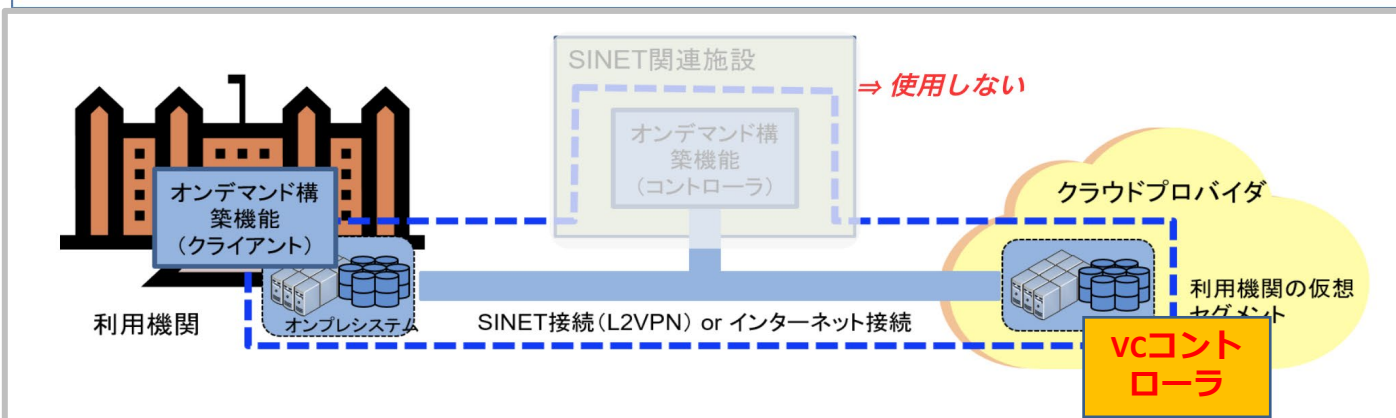 SINET関連施設
⇒ 使用しない
オンデマンド構
築機能
（コントローラ）
オンデマンド構
築機能
（クライアント）
クラウドプロバイダ
利用機関
オンプレシステム
SINET接続（L2VPN） or インターネット接続
利用機関の仮想
セグメント
VCコント
ローラ